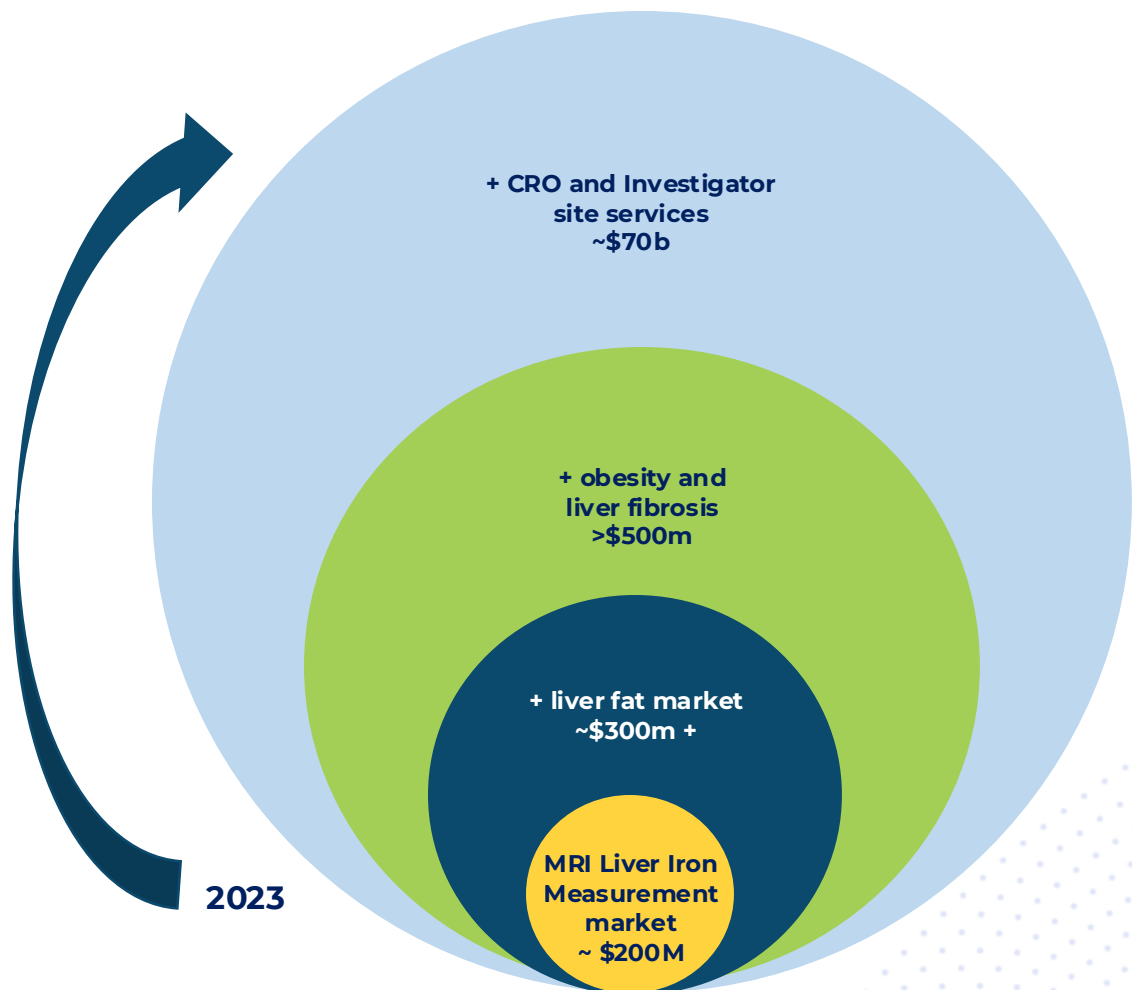 + CRO and Investigator
site services
~$70b
+ obesity and
liver fibrosis
>$500m
+ liver fat market
~$300m +
MRI Liver Iron
Measurement
market
~ $200M
2023